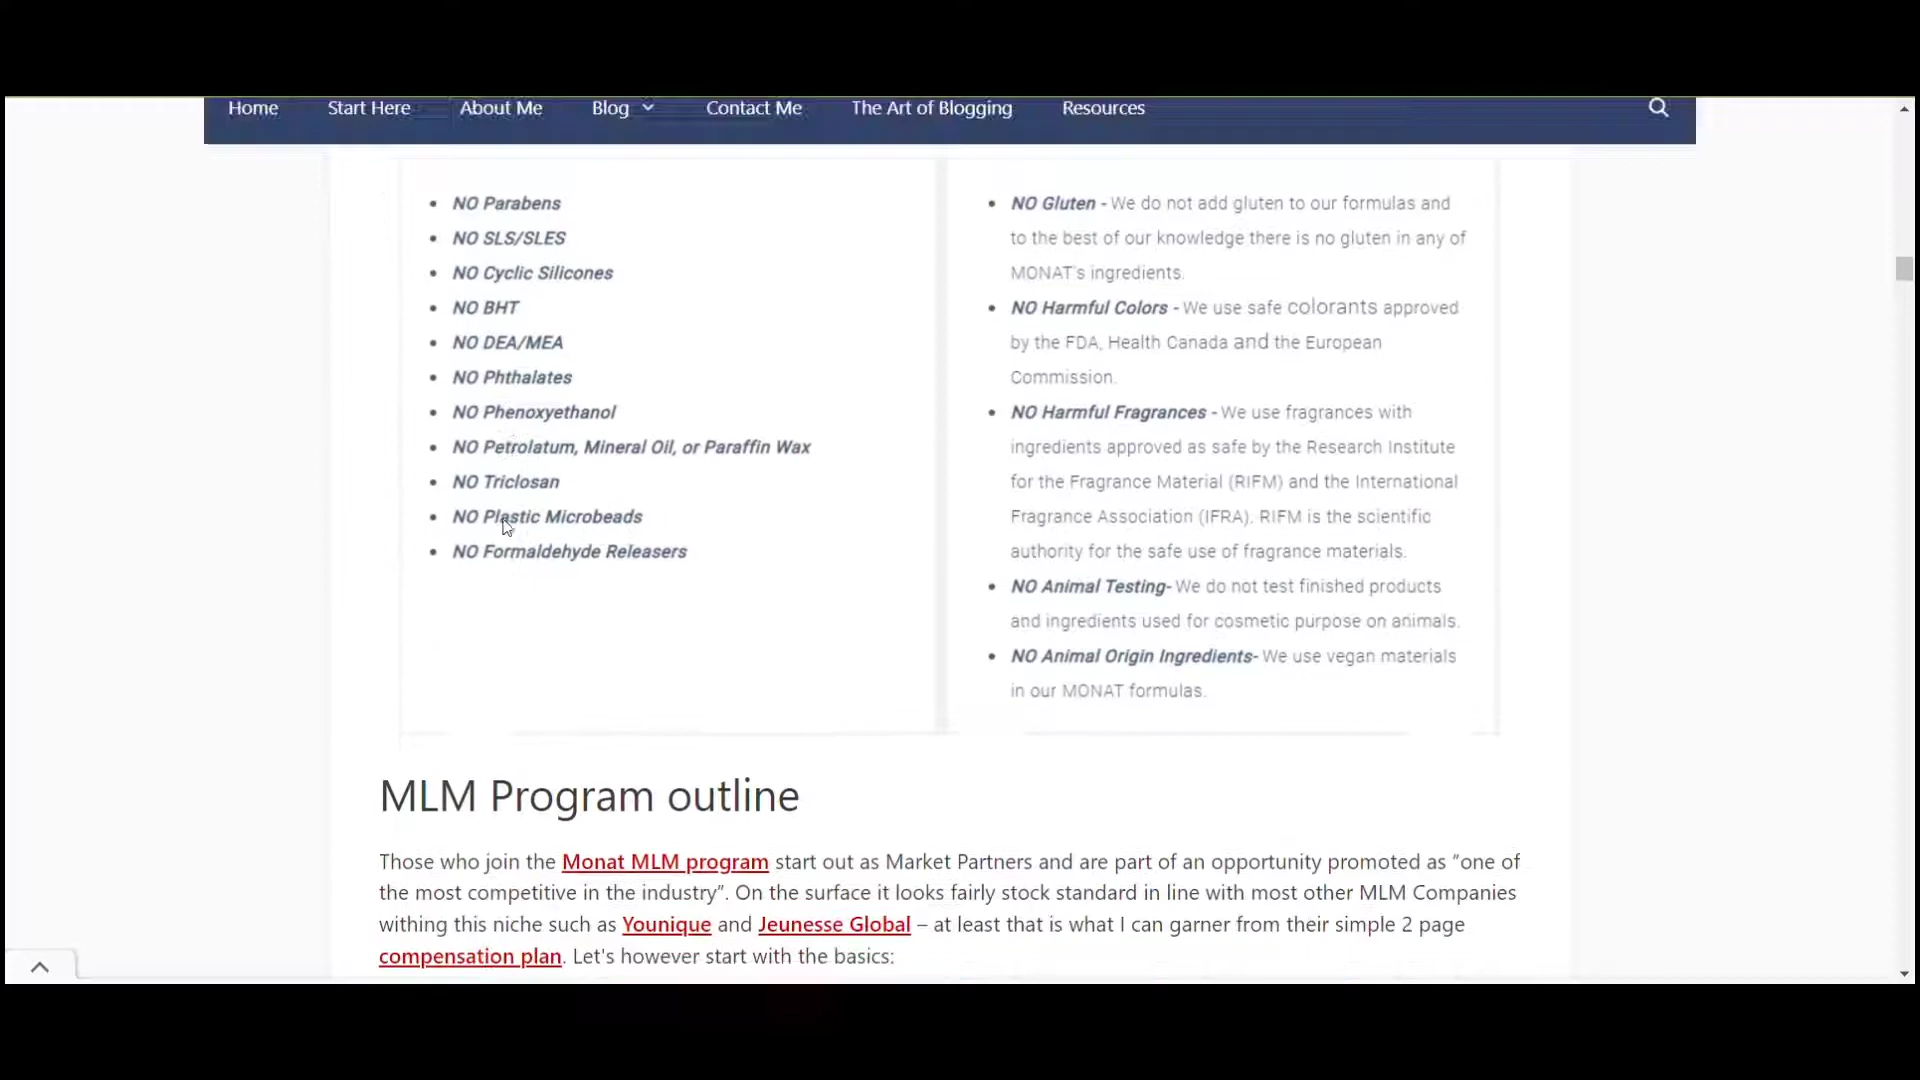 Home Start Here About Me Blog Contact Me The Art of Blogging Resources
NO Parabens
NO SLS/SLES
NO Cyclic Silicones
NO BHT
NO DEA/MEA
NO Phthalates
NO Phenoxyethanol
NO Petrolatum, Mineral Oil, or Paraffin Wax
NO Triclosan
NO Plastic Microbeads
NO Formaldehyde Releasers
NO Gluten - We do not add gluten to our formulas and
to the best of our knowledge there is no gluten in any of
MONAT's ingredients.
NO Harmful Colors - We use safe colorants approved
by the FDA, Health Canada and the European
Commission.
NO Harmful Fragrances - We use fragrances with
ingredients approved as safe by the Research Institute
for the Fragrance Material (RIFM) and the International
Fragrance Association (IFRA). RIFM is the scientific
authority for the safe use of fragrance materials.
NO Animal Testing- We do not test finished products
and ingredients used for cosmetic purpose on animals.
NO Animal Origin Ingredients- We use vegan materials
in our MONAT formulas.
MLM Program outline
Those who join the Monat MLM program start out as Market Partners and are part of an opportunity promoted as "one of
the most competitive in the industry". On the surface it looks fairly stock standard in line with most other MLM Companies
withing this niche such as Younique and Jeunesse Global – at least that is what I can garner from their simple 2 page
compensation plan. Let's however start with the basics: